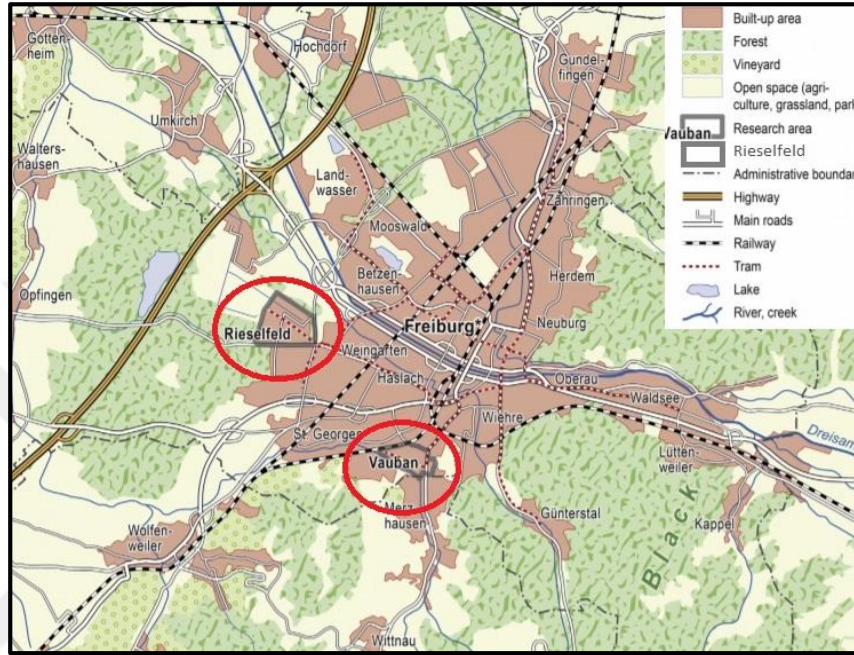 Gotten-
heim
Hochdorf
Gundel-
fingen
Umkirch
Walters-
hausen
Land-
wasser
Mooswald
Zähringen
Betzen-
hausen
Herdern
Opfingen
Rieselfeld
Freiburg
Neuburg
Weingarten
Haslach
Oberau
Waldsee
Wiehre
Dreisam
St. Georgen
Vauban
Lütten-
weiler
Merz-
hausen
Günterstal
Kappel
Wolfen-
weiler
Black
Wittnau
Built-up area
Forest
Vineyard
Open space (agri-
culture, grassland, park
Vauban
Research area
Rieselfeld
Administrative boundar
Highway
Main roads
Railway
Tram
Lake
River, creek